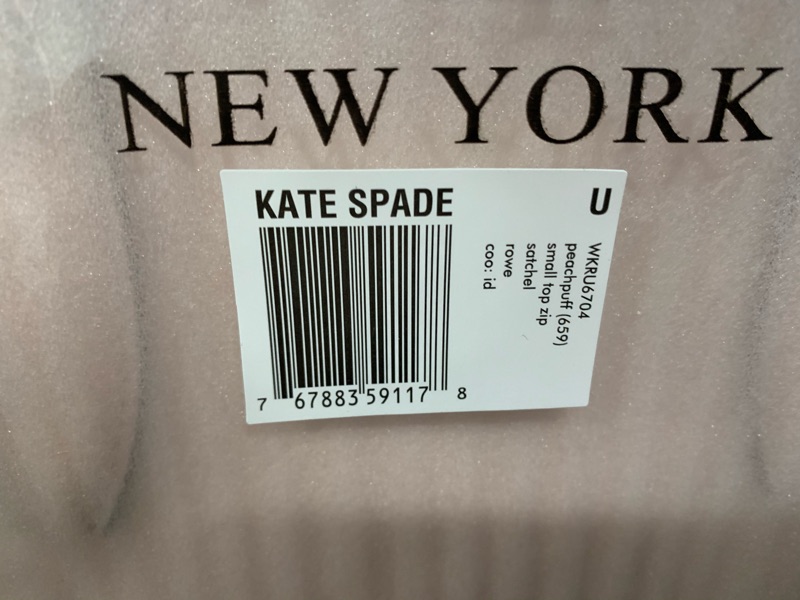 NEW YORK
KATE SPADE
U
7 67883 59117 8
WKRU6704
peachpuff (659)
small top zip
satchel
rowe
coo: id